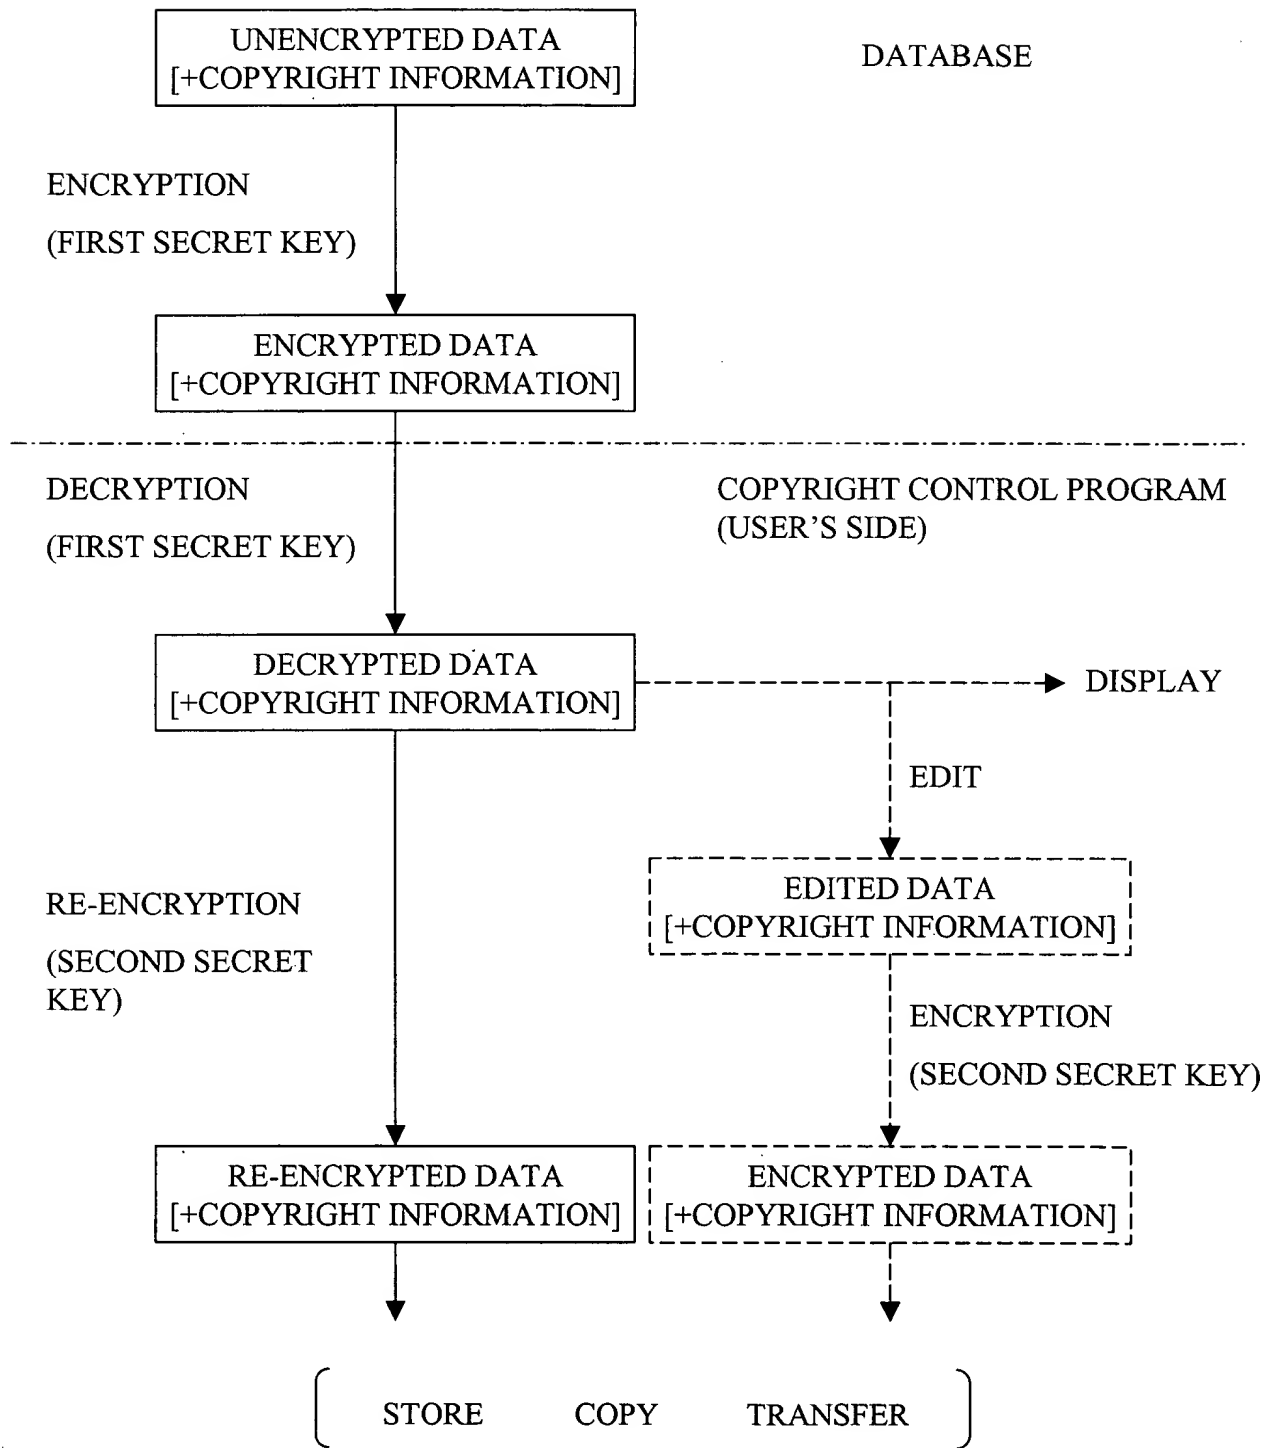 UNENCRYPTED DATA
[+COPYRIGHT INFORMATION]
DATABASE
ENCRYPTION
(FIRST SECRET KEY)
ENCRYPTED DATA
[+COPYRIGHT INFORMATION]
DECRYPTION
(FIRST SECRET KEY)
COPYRIGHT CONTROL PROGRAM
(USER'S SIDE)
DECRYPTED DATA
[+COPYRIGHT INFORMATION]
DISPLAY
EDIT
EDITED DATA
[+COPYRIGHT INFORMATION]
RE-ENCRYPTION
(SECOND SECRET
KEY)
ENCRYPTION
(SECOND SECRET KEY)
RE-ENCRYPTED DATA
[+COPYRIGHT INFORMATION]
ENCRYPTED DATA
[+COPYRIGHT INFORMATION]
STORE COPY TRANSFER